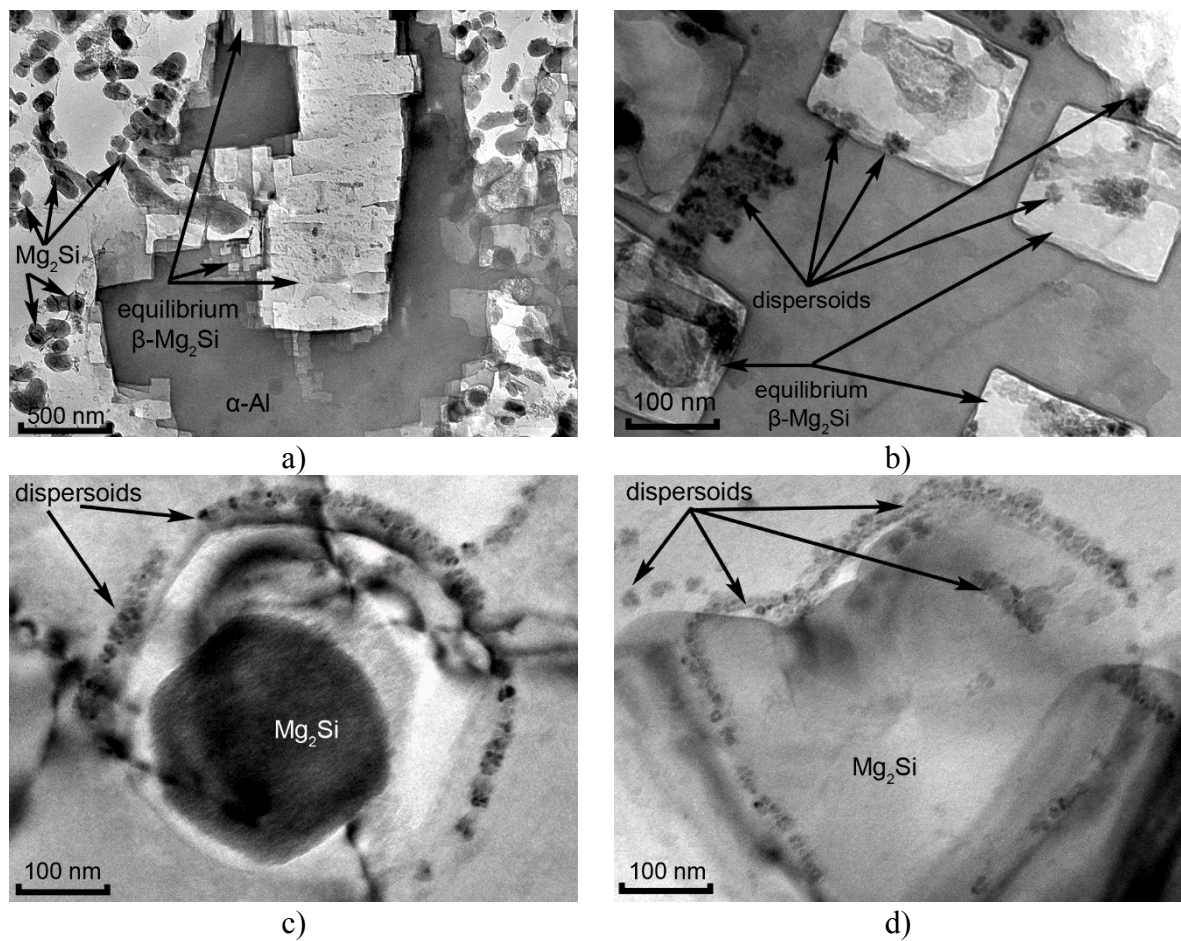 Mg₂Si
equilibrium
β-Mg₂Si
α-Al
500 nm
a)
dispersoids
equilibrium
β-Mg₂Si
100 nm
b)
dispersoids
Mg₂Si
100 nm
c)
dispersoids
Mg₂Si
100 nm
d)